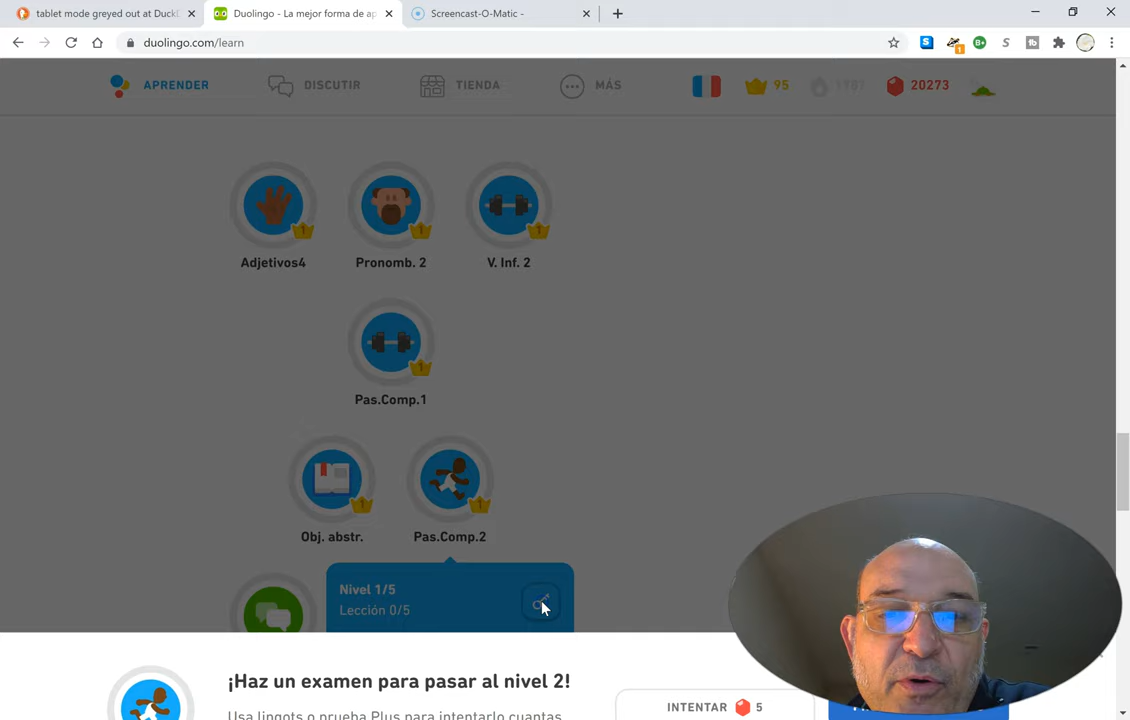 tablet mode greyed out at Duck
Duolingo - La mejor forma de ap
Screencast-O-Matic -
duolingo.com/learn
APRENDER
DISCUTIR
TIENDA
MÁS
95
20273
Adjetivos4
Pronomb. 2
V. Inf. 2
Pas.Comp.1
Obj. abstr.
Pas.Comp.2
Nivel 1/5
Lección 0/5
¡Haz un examen para pasar al nivel 2!
Usa lingots o prueba Plus para intentarlo cuantas
INTENTAR 5